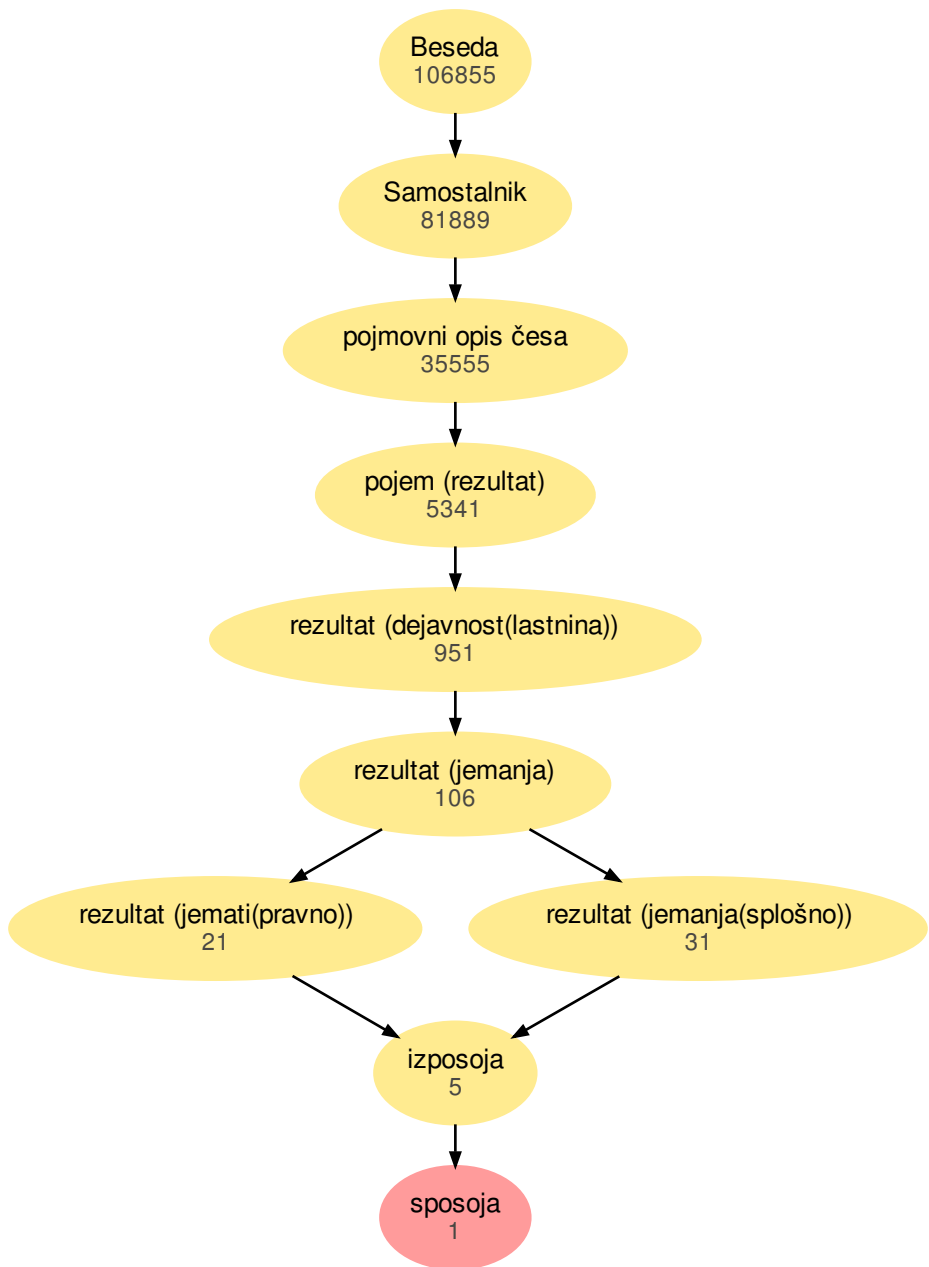 Beseda
106855
Samostalnik
81889
pojmovni opis česa
35555
pojem (rezultat)
5341
rezultat (dejavnost(lastnina))
951
rezultat (jemanja)
106
rezultat (jemati(pravno))
21
rezultat (jemanja(splošno))
31
izposoja
5
sposoja
1